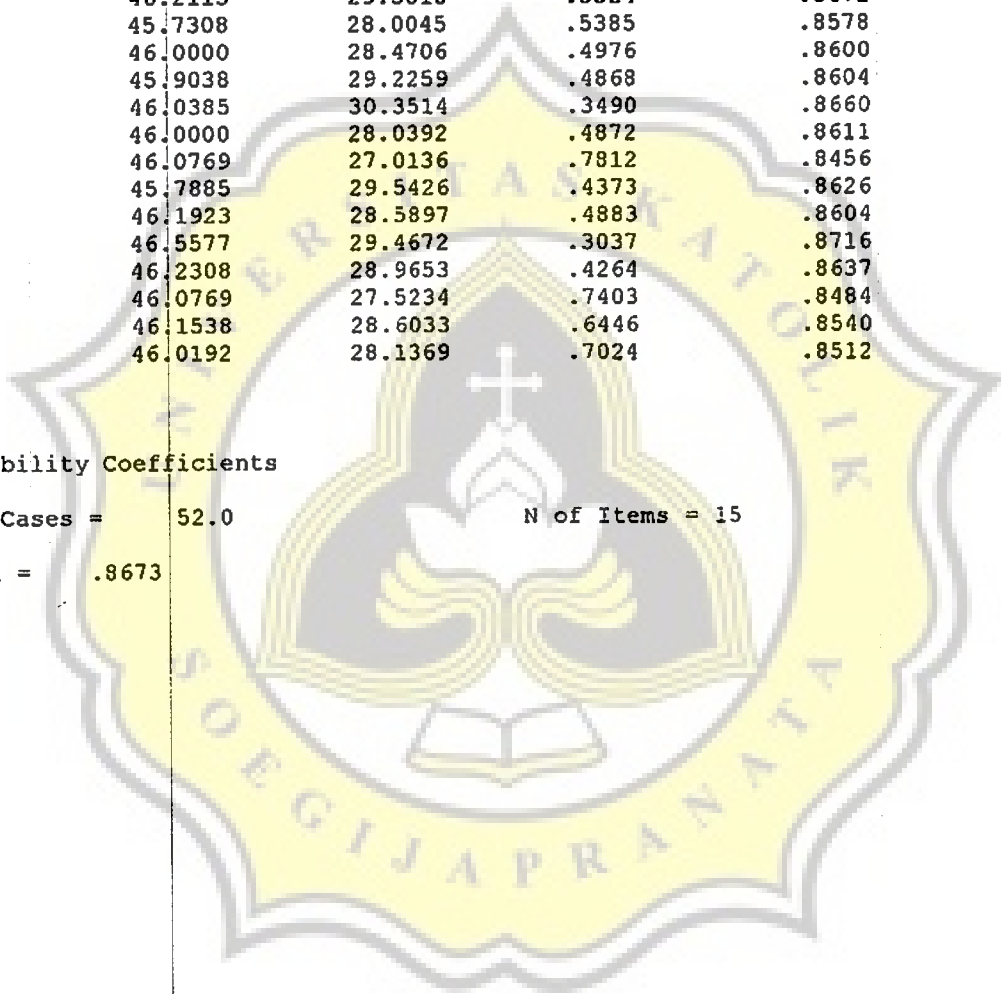 45.7308 28.0045 .5385 .8578
46.0000 28.4706 .4976 .8600
45.9038 29.2259 .4868 .8604
46.0385 30.3514 .3490 .8660
46.0000 28.0392 .4872 .8611
46.0769 27.0136 .7812 .8456
45.7885 29.5426 .4373 .8626
46.1923 28.5897 .4883 .8604
46.5577 29.4672 .3037 .8716
46.2308 28.9653 .4264 .8637
46.0769 27.5234 .7403 .8484
46.1538 28.6033 .6446 .8540
46.0192 28.1369 .7024 .8512
bility Coefficients
Cases = 52.0 N of Items = 15
= .8673
UNIVERSITAS KATOLIK
SOEGIJAPRANATA